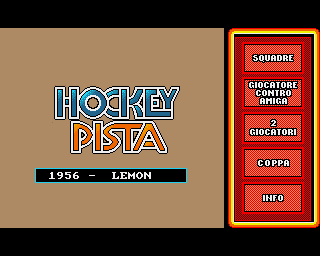 HOCKEY
PISTA
1956 - LEMON
SQUADRE
GIOCATORE
CONTRO
AMIGA
2
GIOCATORI
COPPA
INFO